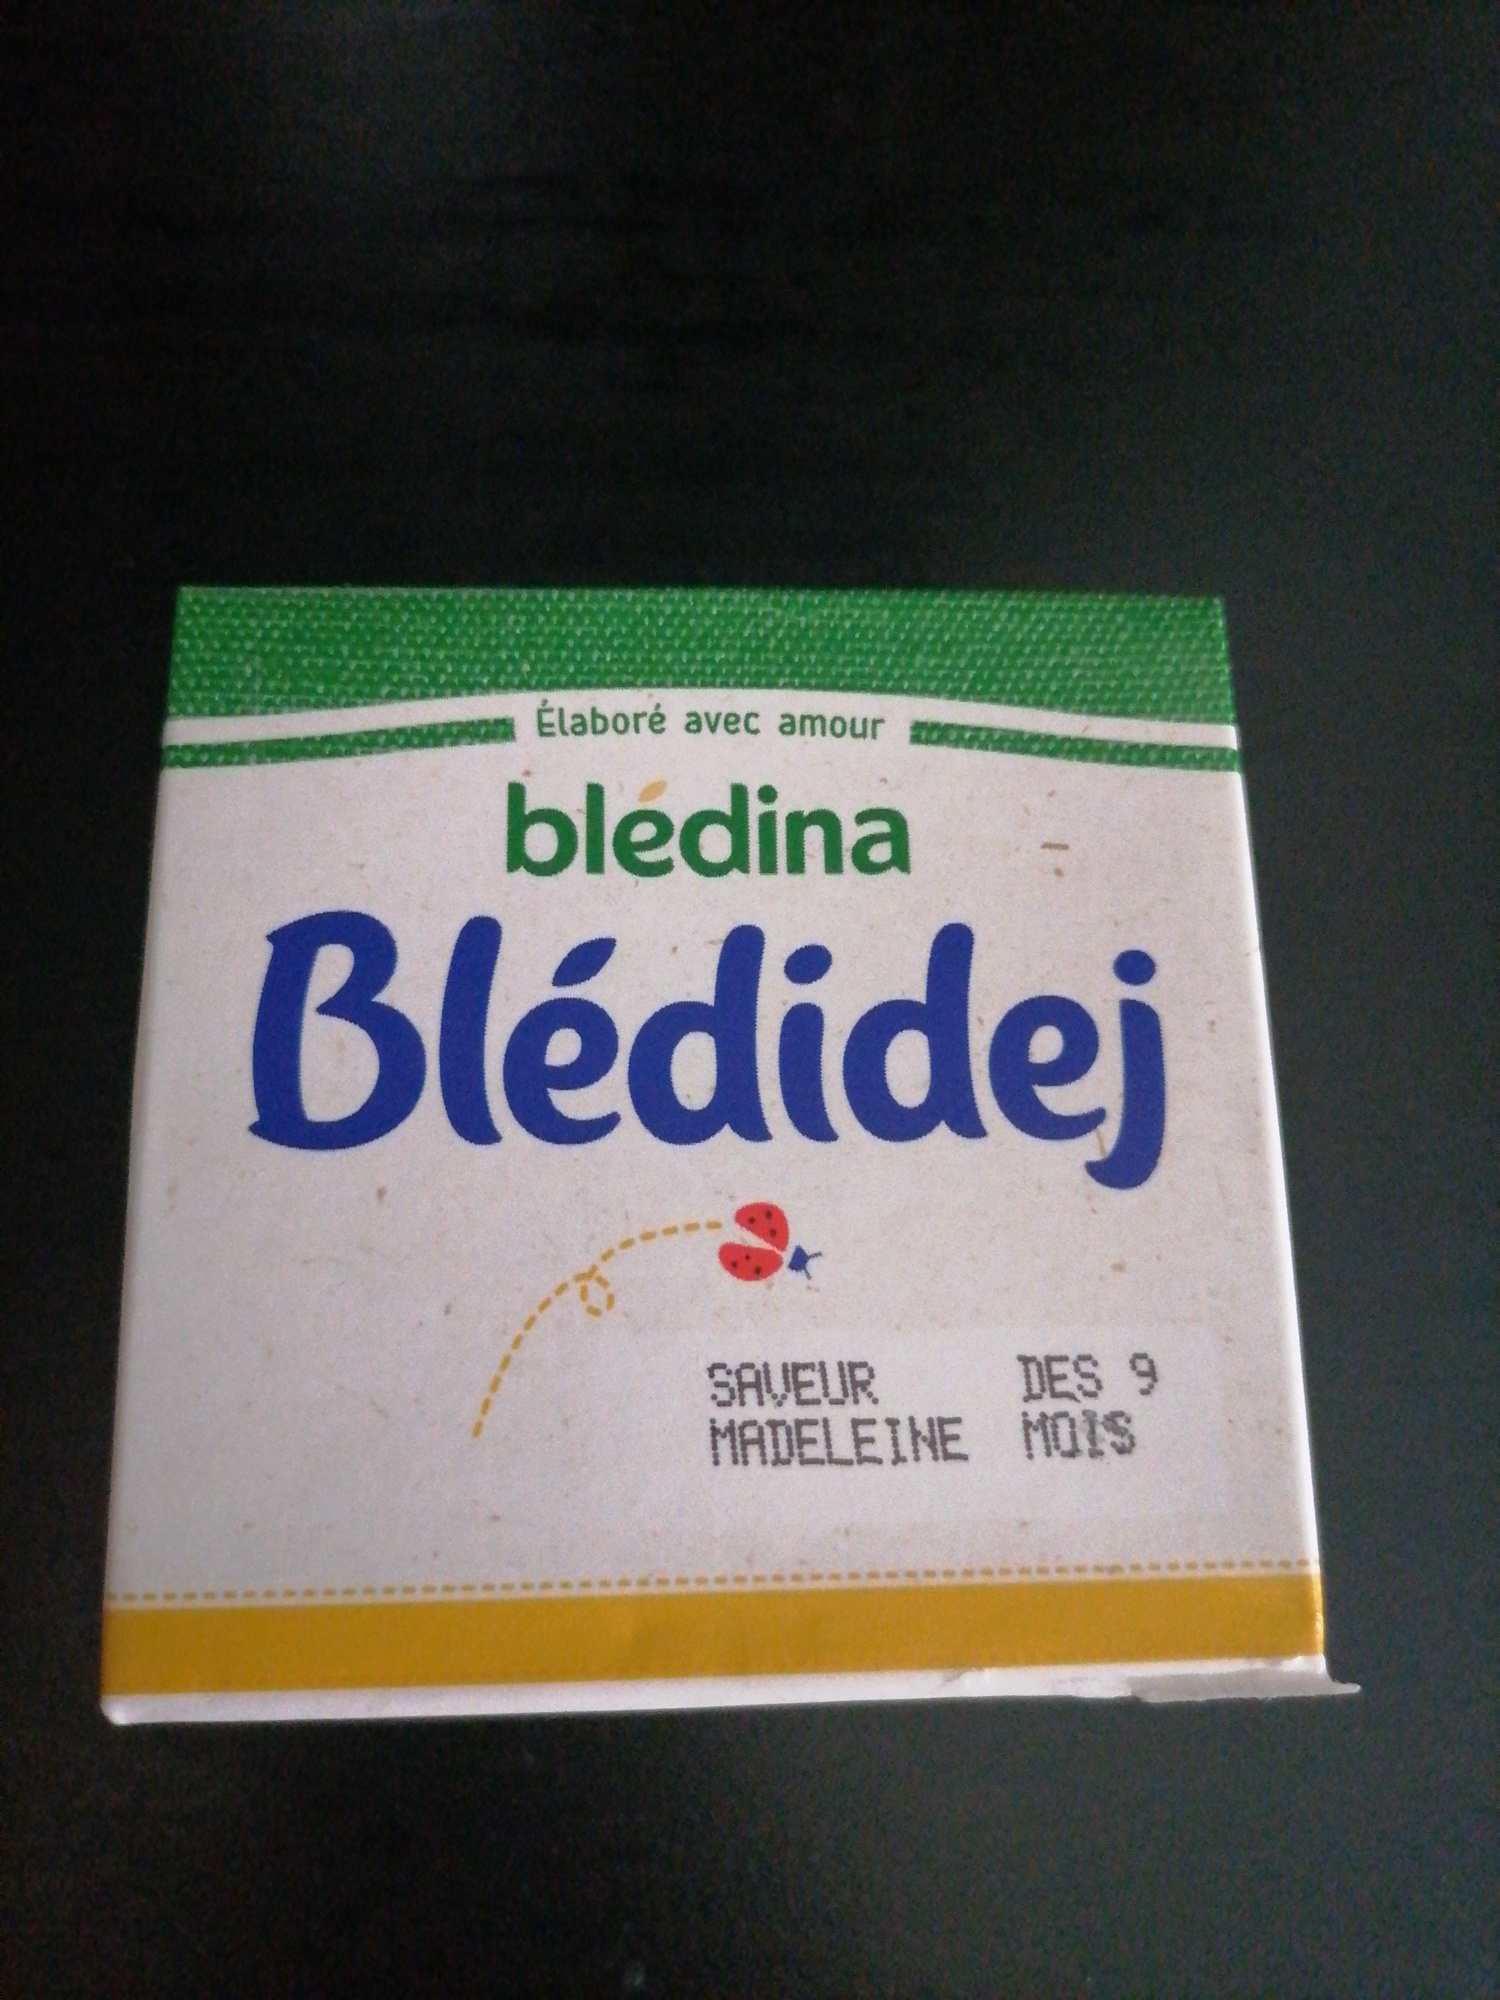 Élaboré avec amour
blédina
Blédidej
SAVEUR DES 9
MADELEINE MOIS